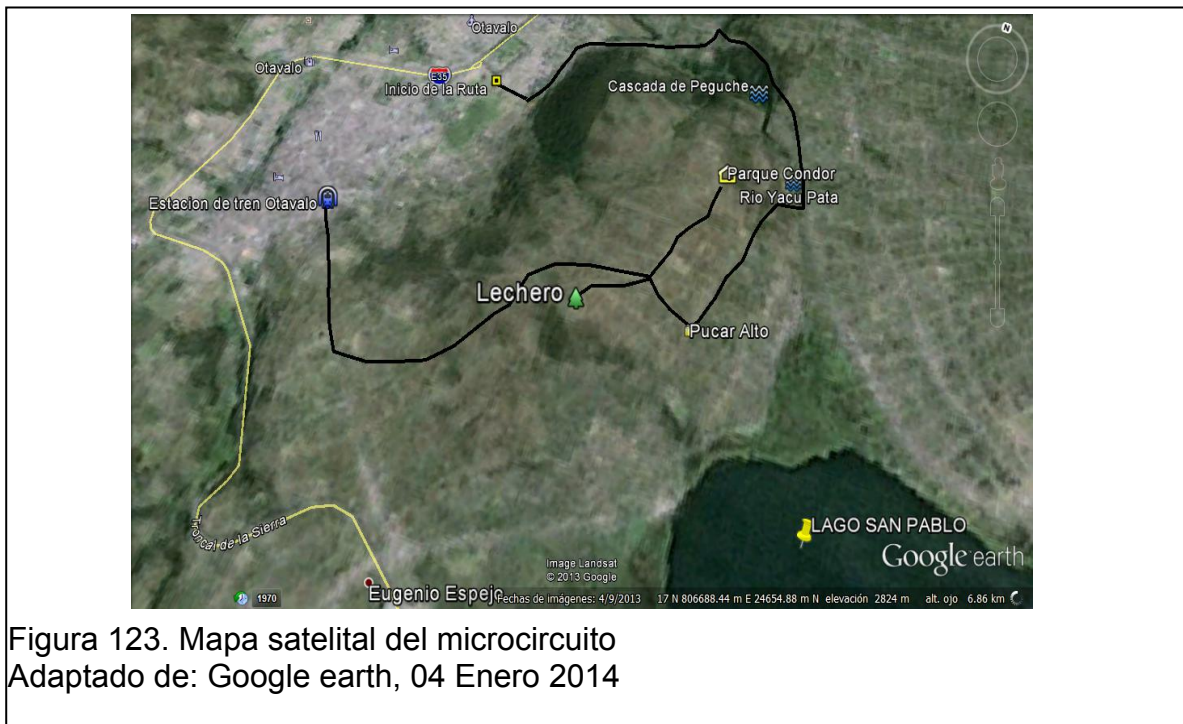 Otavalo
Otavalo
E35
Inicio de la Ruta
Cascada de Peguche
Parque Condor
Rio Yacu Pata
Estacion de tren Otavalo
Lechero
Pucar Alto
Troncal de la Sierra
LAGO SAN PABLO
Google earth
Image Landsat
© 2013 Google
Eugenio Espejo
1970
Fechas de imágenes: 4/9/2013 17 N 806688.44 m E 24654.88 m N elevación 2824 m alt. ojo 6.86 km
N
Figura 123. Mapa satelital del microcircuito
Adaptado de: Google earth, 04 Enero 2014